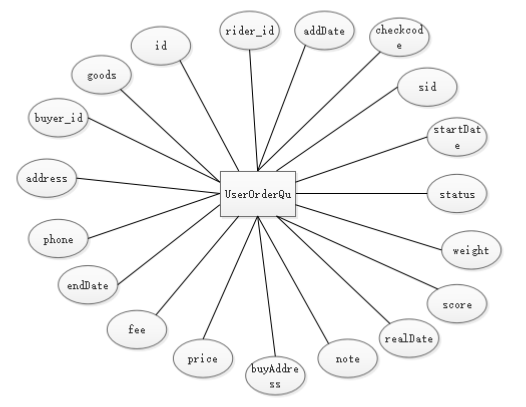 rider_id
addDate
checkcod
e
id
goods
sid
buyer_id
startDat
e
address
UserOrderQu
status
phone
weight
endDate
score
fee
realDate
price
note
buyAddre
ss